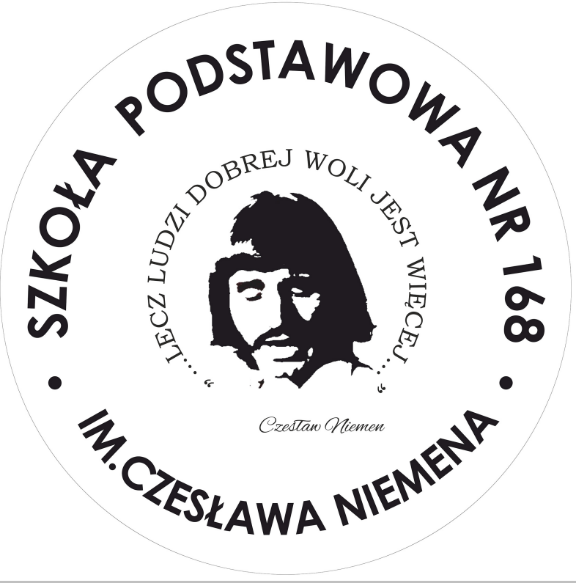 SZKOŁA PODSTAWOWA NR 168
....LECZ LUDZI DOBREJ WOLI JEST WIĘCEJ...
“ “
Czesław Niemen
• IM.CZESŁAWA NIEMENA •